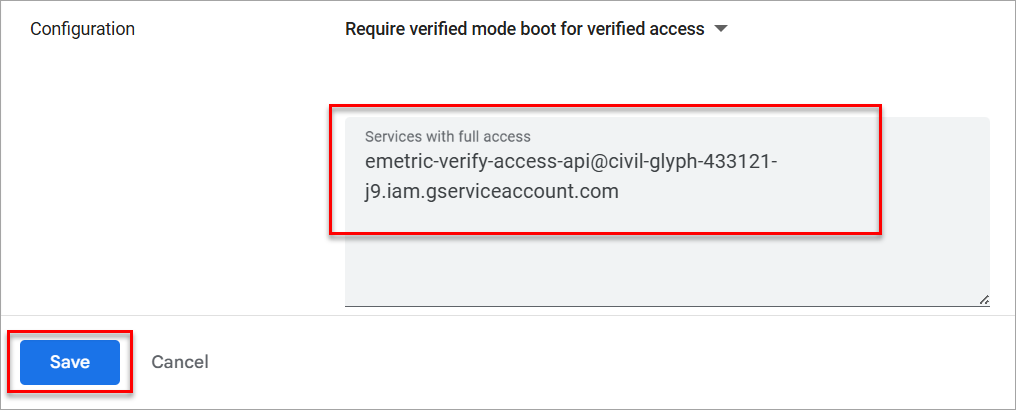 Configuration
Require verified mode boot for verified access
Services with full access
emetric-verify-access-api@civil-glyph-433121-
j9.iam.gserviceaccount.com
Save
Cancel